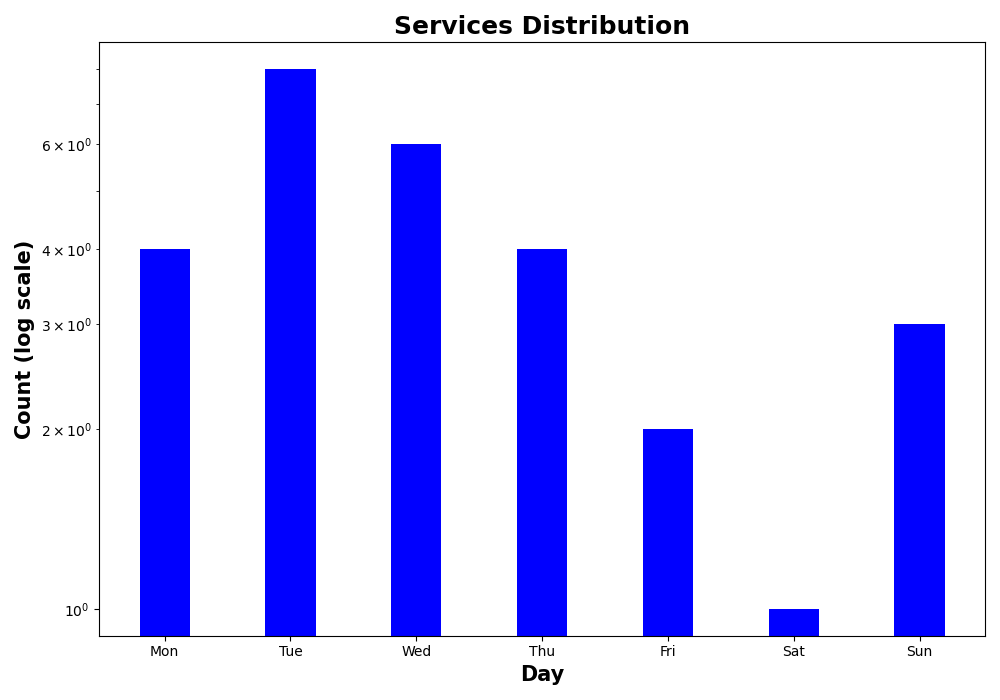 Services Distribution
Count (log scale)
6 × 10⁰
4 × 10⁰
3 × 10⁰
2 × 10⁰
10⁰
Mon Tue Wed Thu Fri Sat Sun
Day